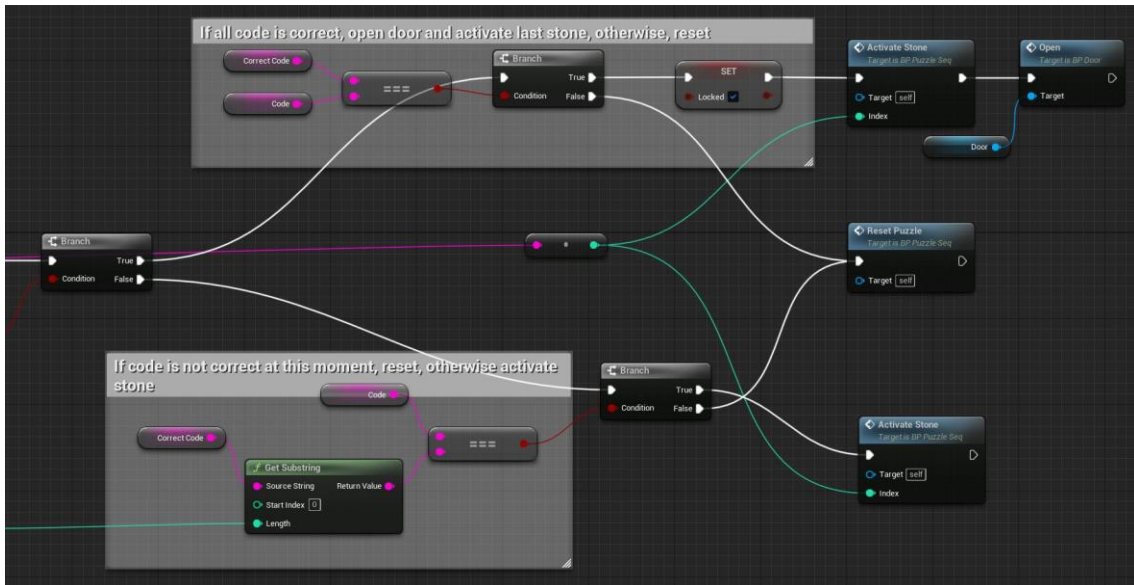 If all code is correct, open door and activate last stone, otherwise, reset
Correct Code
Code
===
Branch
True
Condition
False
SET
Locked
Activate Stone
Target is BP Puzzle Seq
Target self
Index
Open
Target is BP Door
Target
Door
Branch
True
Condition
False
Reset Puzzle
Target is BP Puzzle Seq
Target self
If code is not correct at this moment, reset, otherwise activate
stone
Code
Correct Code
===
f Get Substring
Source String
Return Value
Start Index 0
Length
Branch
True
Condition
False
Activate Stone
Target is BP Puzzle Seq
Target self
Index